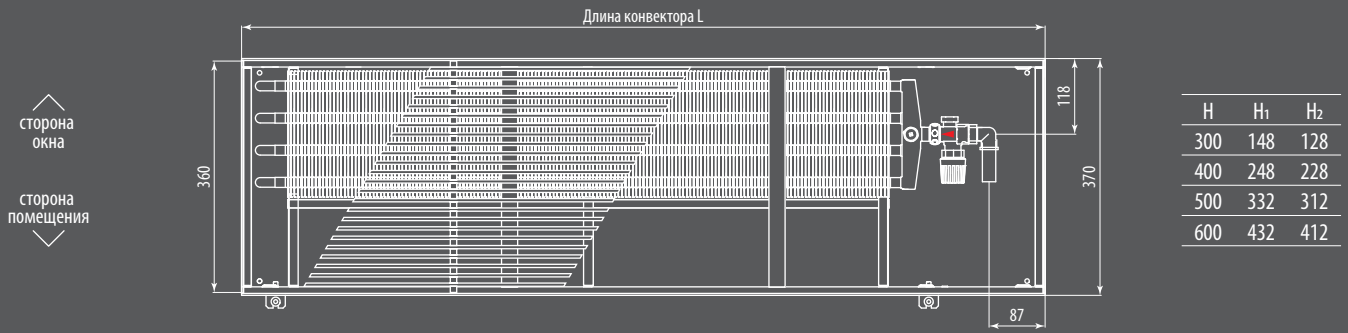 Длина конвектора L
сторона
окна
сторона
помещения
360
118
370
87
H H1 H2
300 148 128
400 248 228
500 332 312
600 432 412